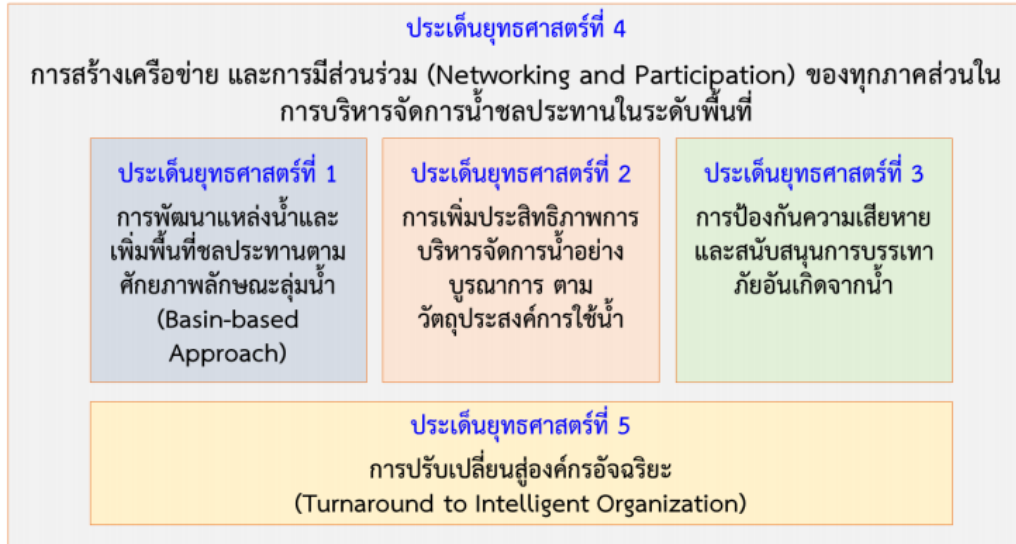 ประเด็นยุทธศาสตร์ที่ 4
การสร้างเครือข่าย และการมีส่วนร่วม (Networking and Participation) ของทุกภาคส่วนใน
การบริหารจัดการน้ำชลประทานในระดับพื้นที่
ประเด็นยุทธศาสตร์ที่ 1
การพัฒนาแหล่งน้ำและ
เพิ่มพื้นที่ชลประทานตาม
ศักยภาพลักษณะลุ่มน้ำ
(Basin-based
Approach)
ประเด็นยุทธศาสตร์ที่ 2
การเพิ่มประสิทธิภาพการ
บริหารจัดการน้ำอย่าง
บูรณาการ ตาม
วัตถุประสงค์การใช้น้ำ
ประเด็นยุทธศาสตร์ที่ 3
การป้องกันความเสียหาย
และสนับสนุนการบรรเทา
ภัยอันเกิดจากน้ำ
ประเด็นยุทธศาสตร์ที่ 5
การปรับเปลี่ยนสู่องค์กรอัจฉริยะ
(Turnaround to Intelligent Organization)